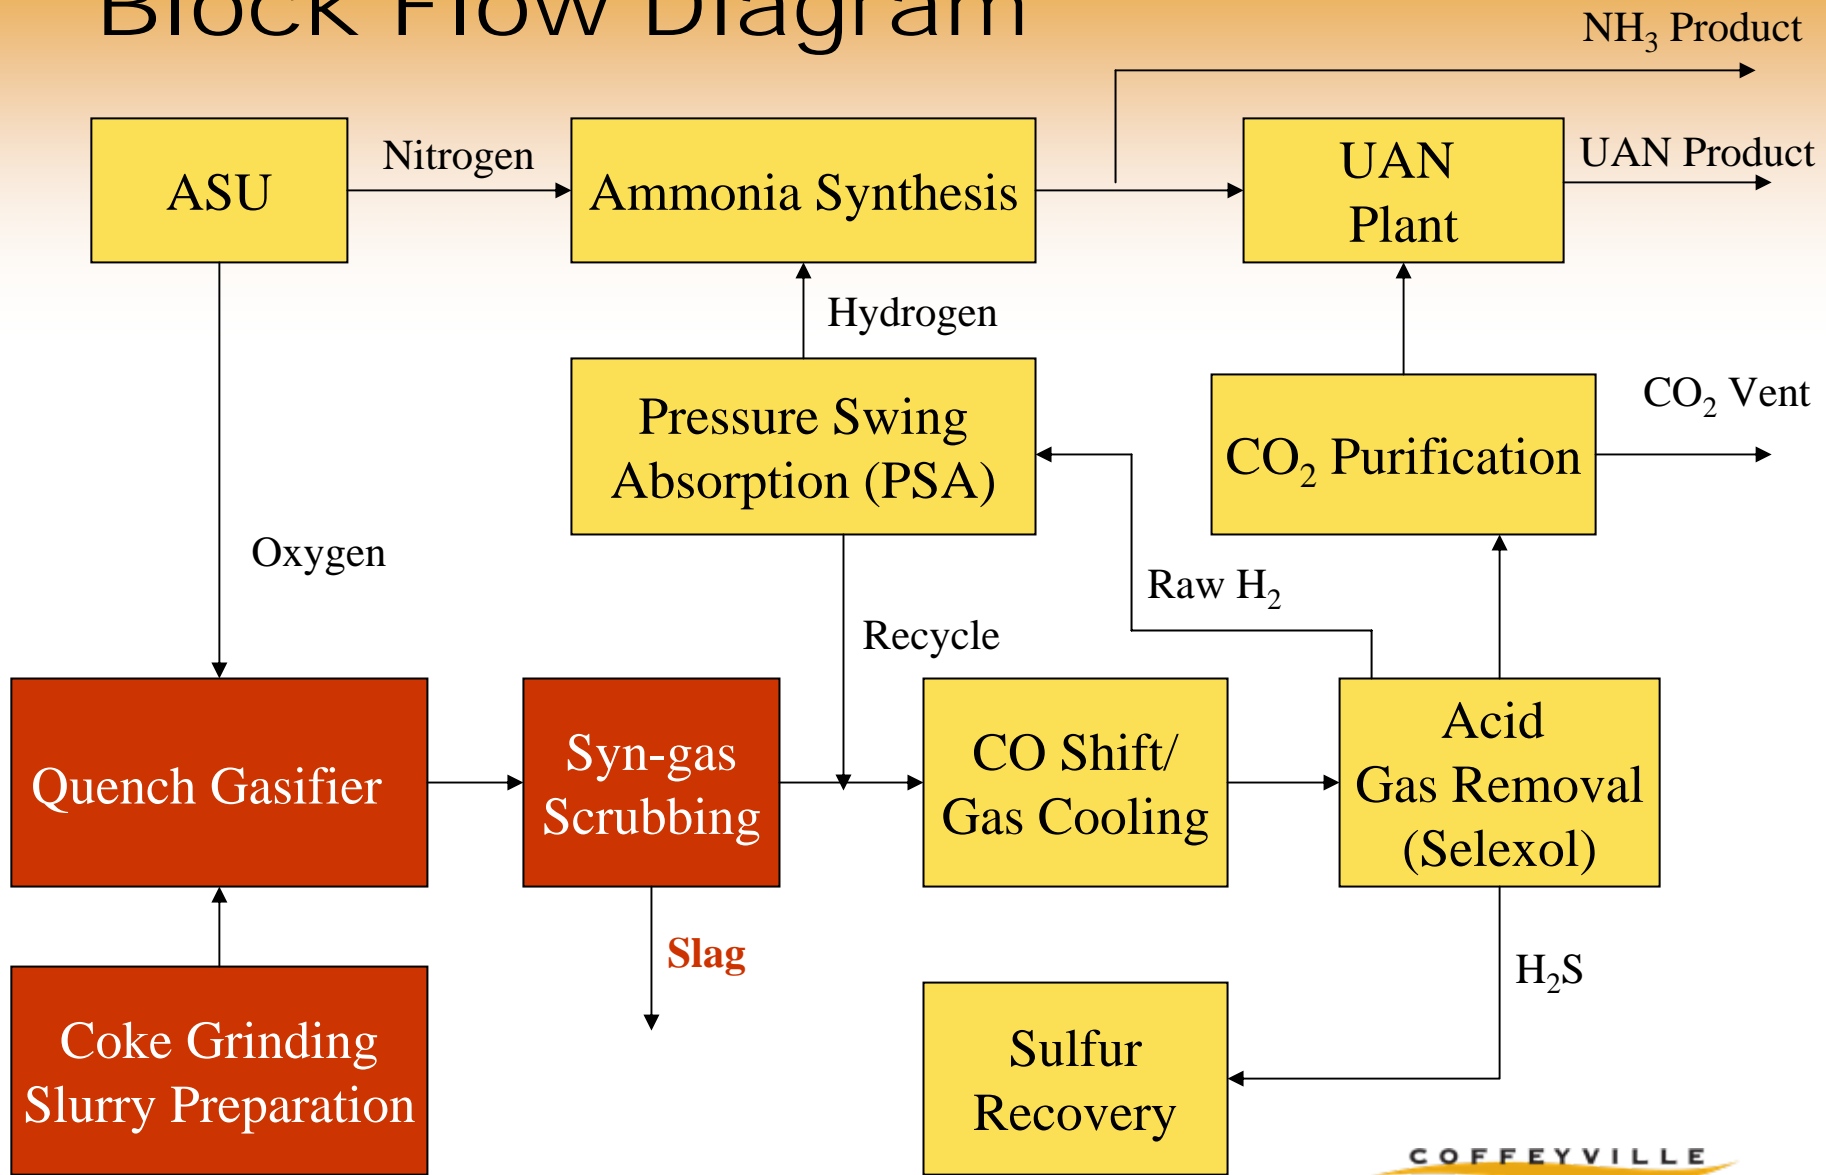 Block Flow Diagram
NH₃ Product
ASU
Nitrogen
Ammonia Synthesis
UAN
Plant
UAN Product
Hydrogen
Pressure Swing
Absorption (PSA)
CO₂ Purification
CO₂ Vent
Oxygen
Raw H₂
Recycle
Quench Gasifier
Syn-gas
Scrubbing
CO Shift/
Gas Cooling
Acid
Gas Removal
(Selexol)
Slag
H₂S
Coke Grinding
Slurry Preparation
Sulfur
Recovery
COFFEYVILLE